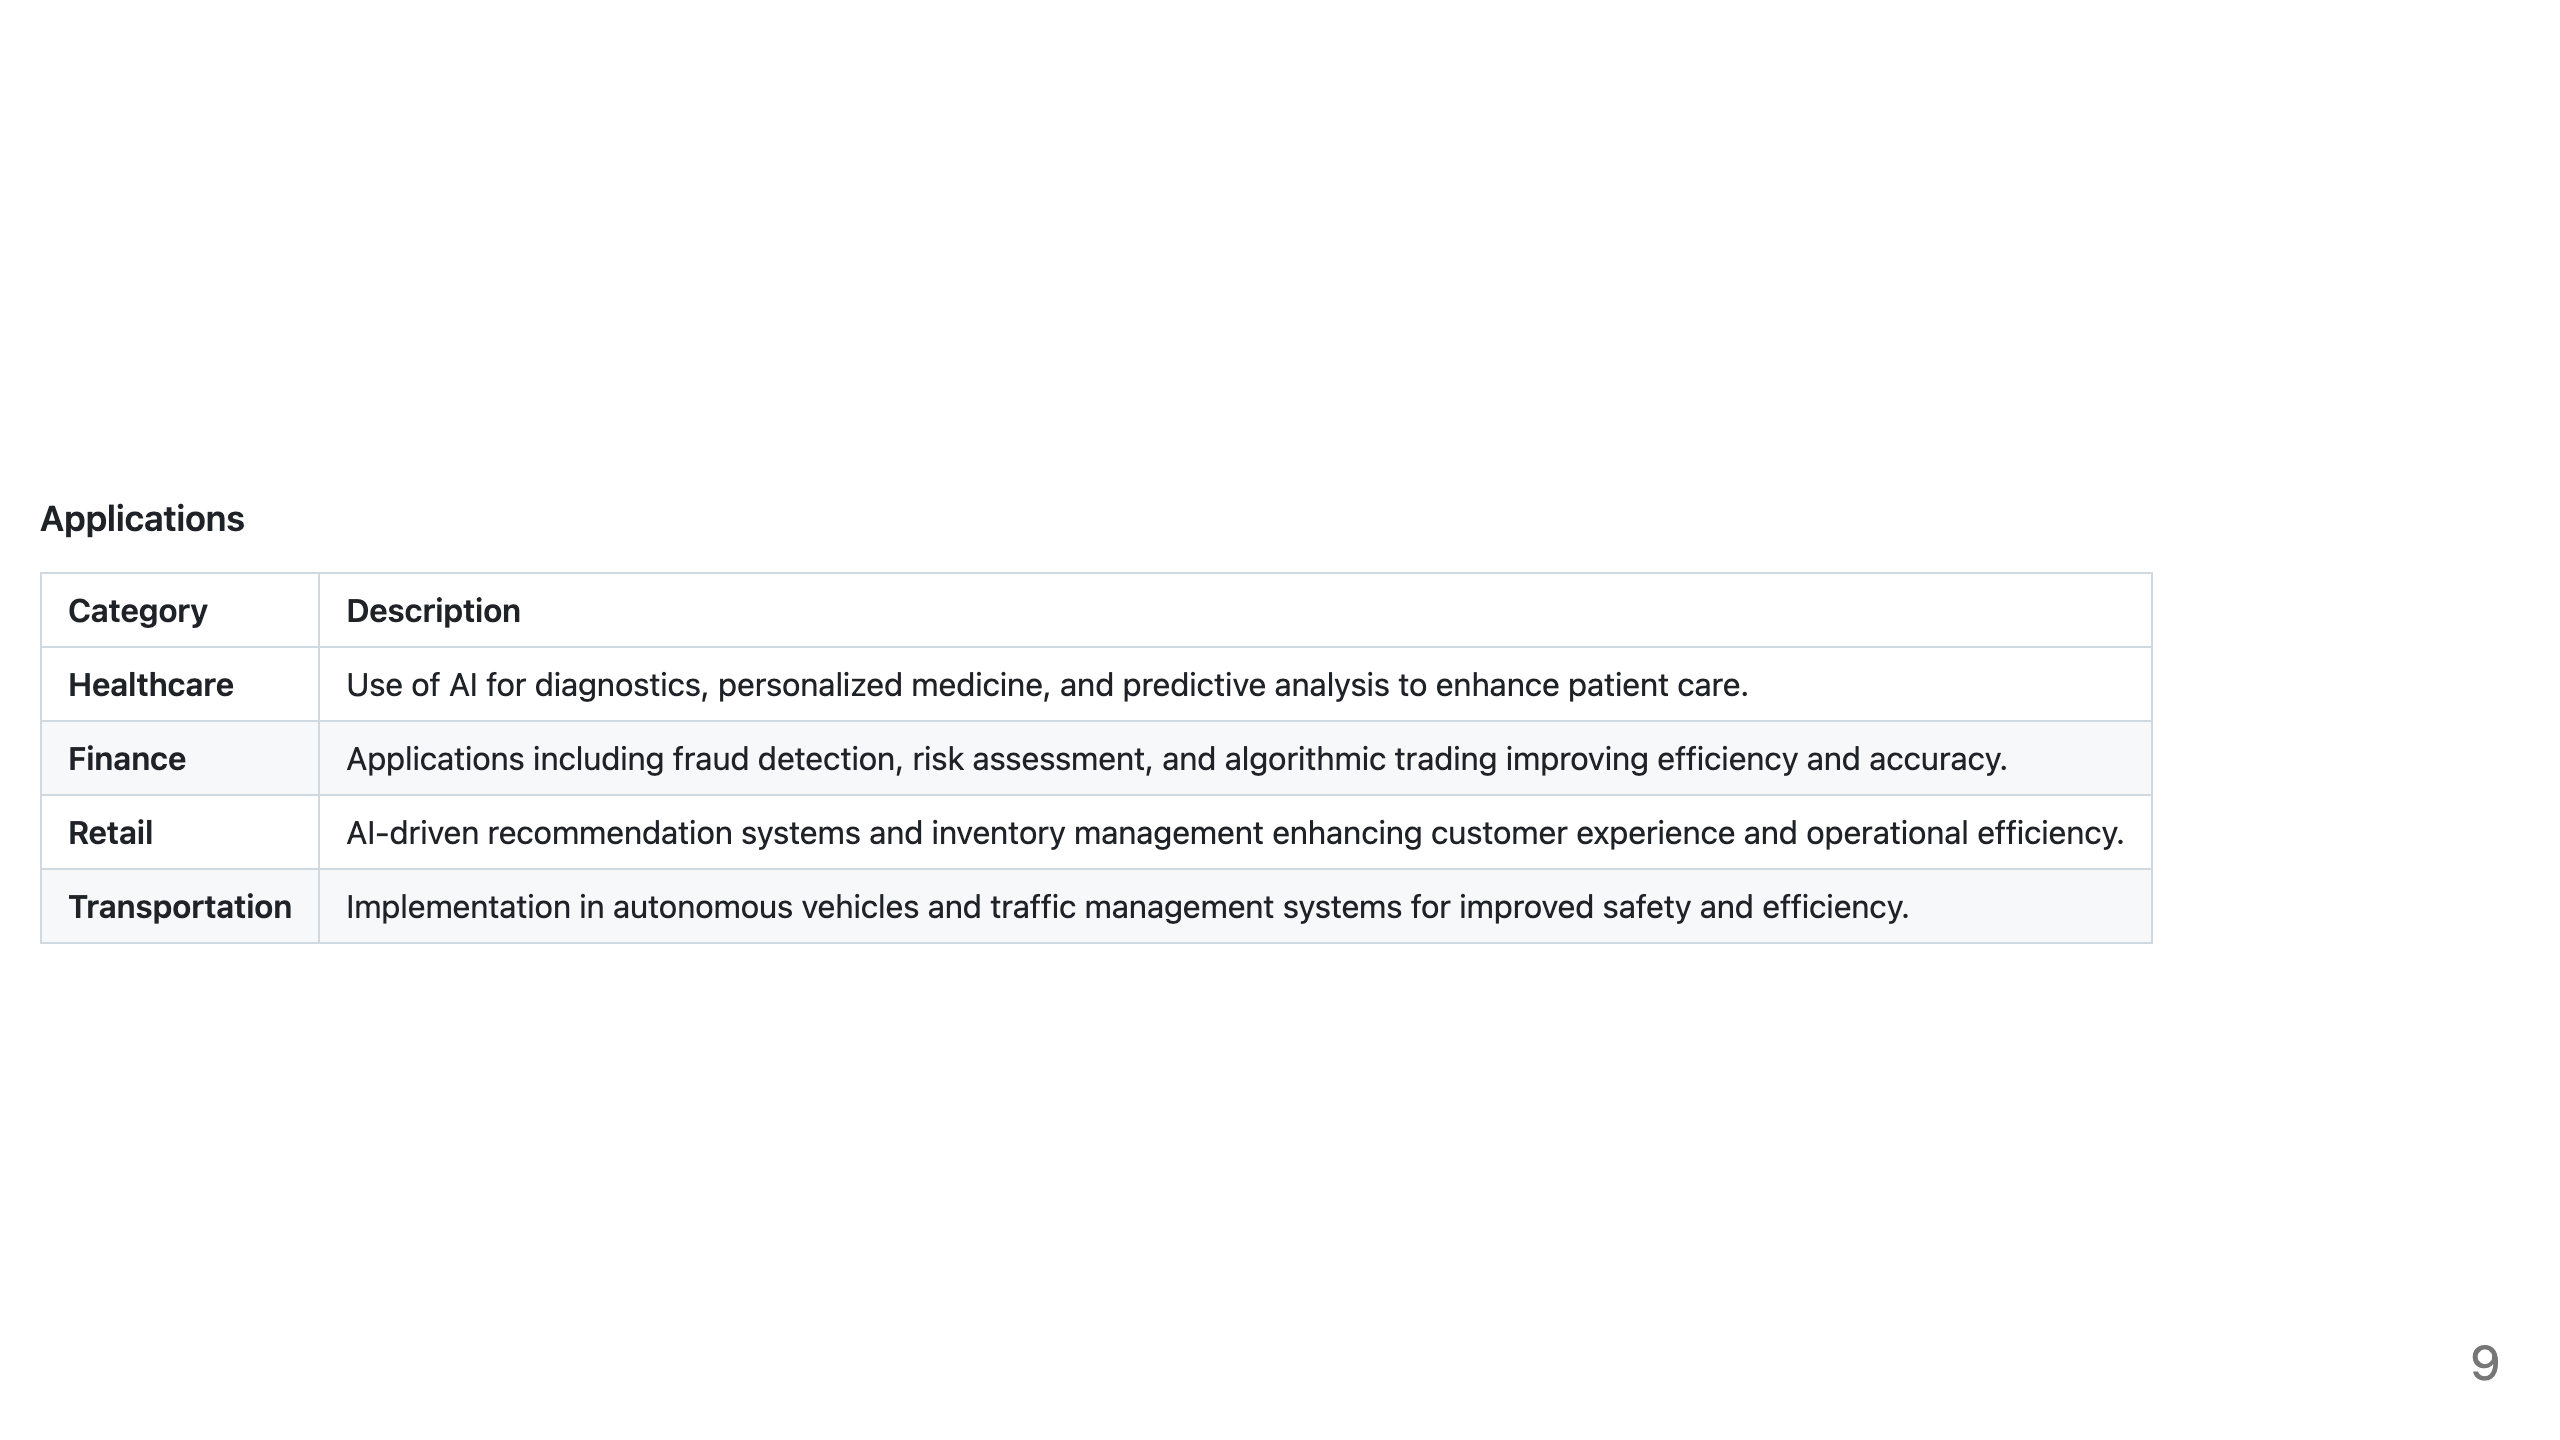 Applications
Category Description
Healthcare Use of AI for diagnostics, personalized medicine, and predictive analysis to enhance patient care.
Finance Applications including fraud detection, risk assessment, and algorithmic trading improving efficiency and accuracy.
Retail AI-driven recommendation systems and inventory management enhancing customer experience and operational efficiency.
Transportation Implementation in autonomous vehicles and traffic management systems for improved safety and efficiency.
9